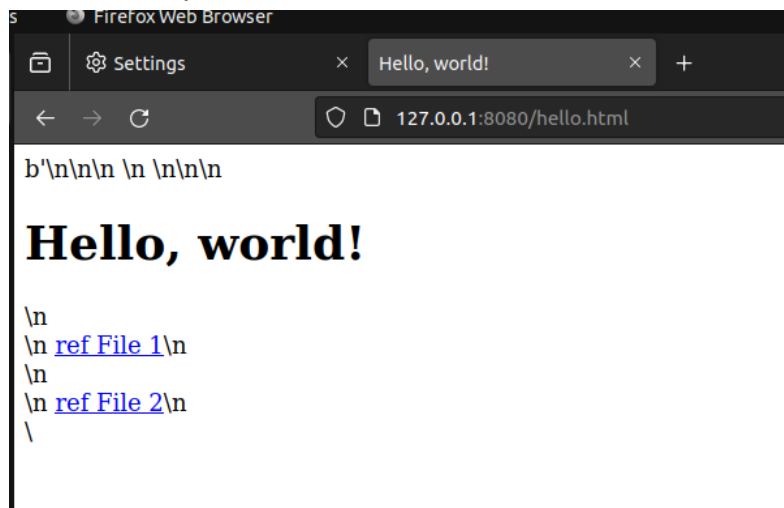 s Firefox Web Browser
Settings × Hello, world! × +
127.0.0.1:8080/hello.html
b'\n\n\n \n \n\n\n
Hello, world!
\n
\n ref File 1\n
\n
\n ref File 2\n
\